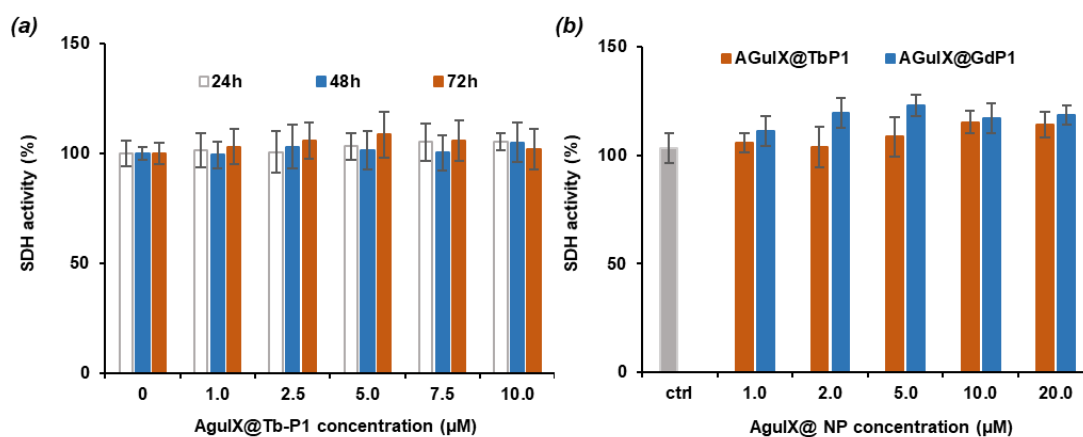 (a)
150
100
50
0
SDH activity (%)
24h 48h 72h
0 1.0 2.5 5.0 7.5 10.0
AguIX@Tb-P1 concentration (µM)
(b)
150
100
50
0
SDH activity (%)
AGuIX@TbP1 AGuIX@GdP1
ctrl 1.0 2.0 5.0 10.0 20.0
AguIX@ NP concentration (µM)